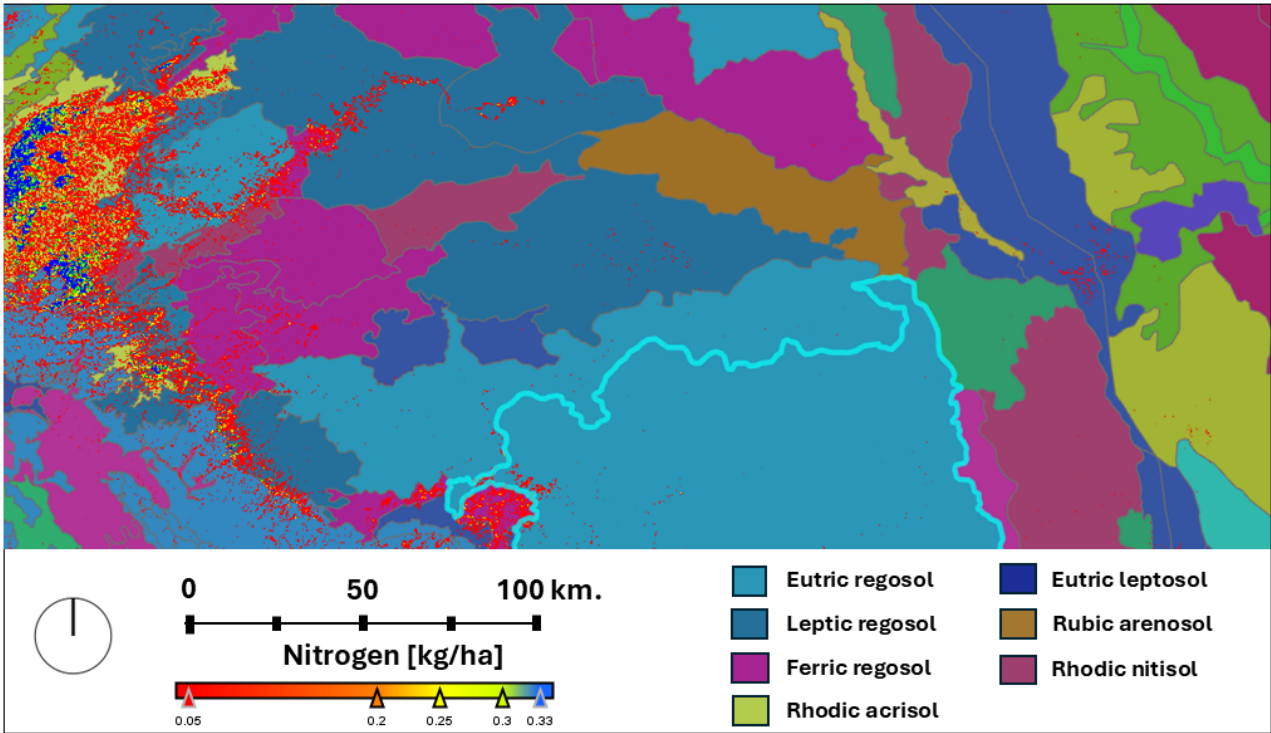 0 50 100 km.
Nitrogen [kg/ha]
0.05 0.2 0.25 0.3 0.33
Eutric regosol
Leptic regosol
Ferric regosol
Rhodic acrisol
Eutric leptosol
Rubic arenosol
Rhodic nitisol